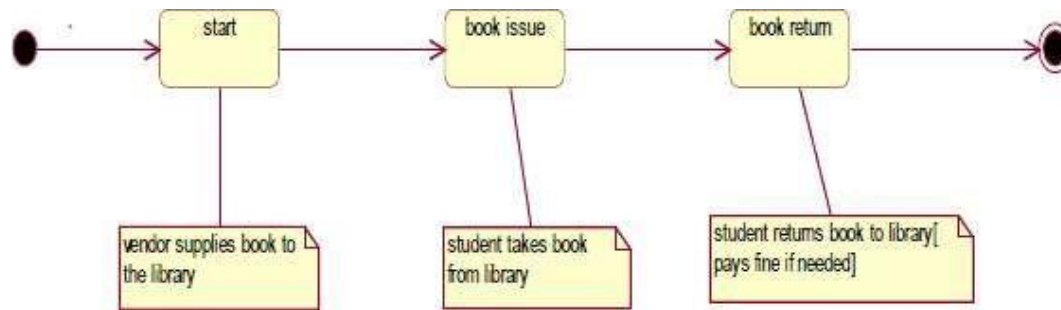 start
book issue
book return
vendor supplies book to
the library
student takes book
from library
student returns book to library[
pays fine if needed]